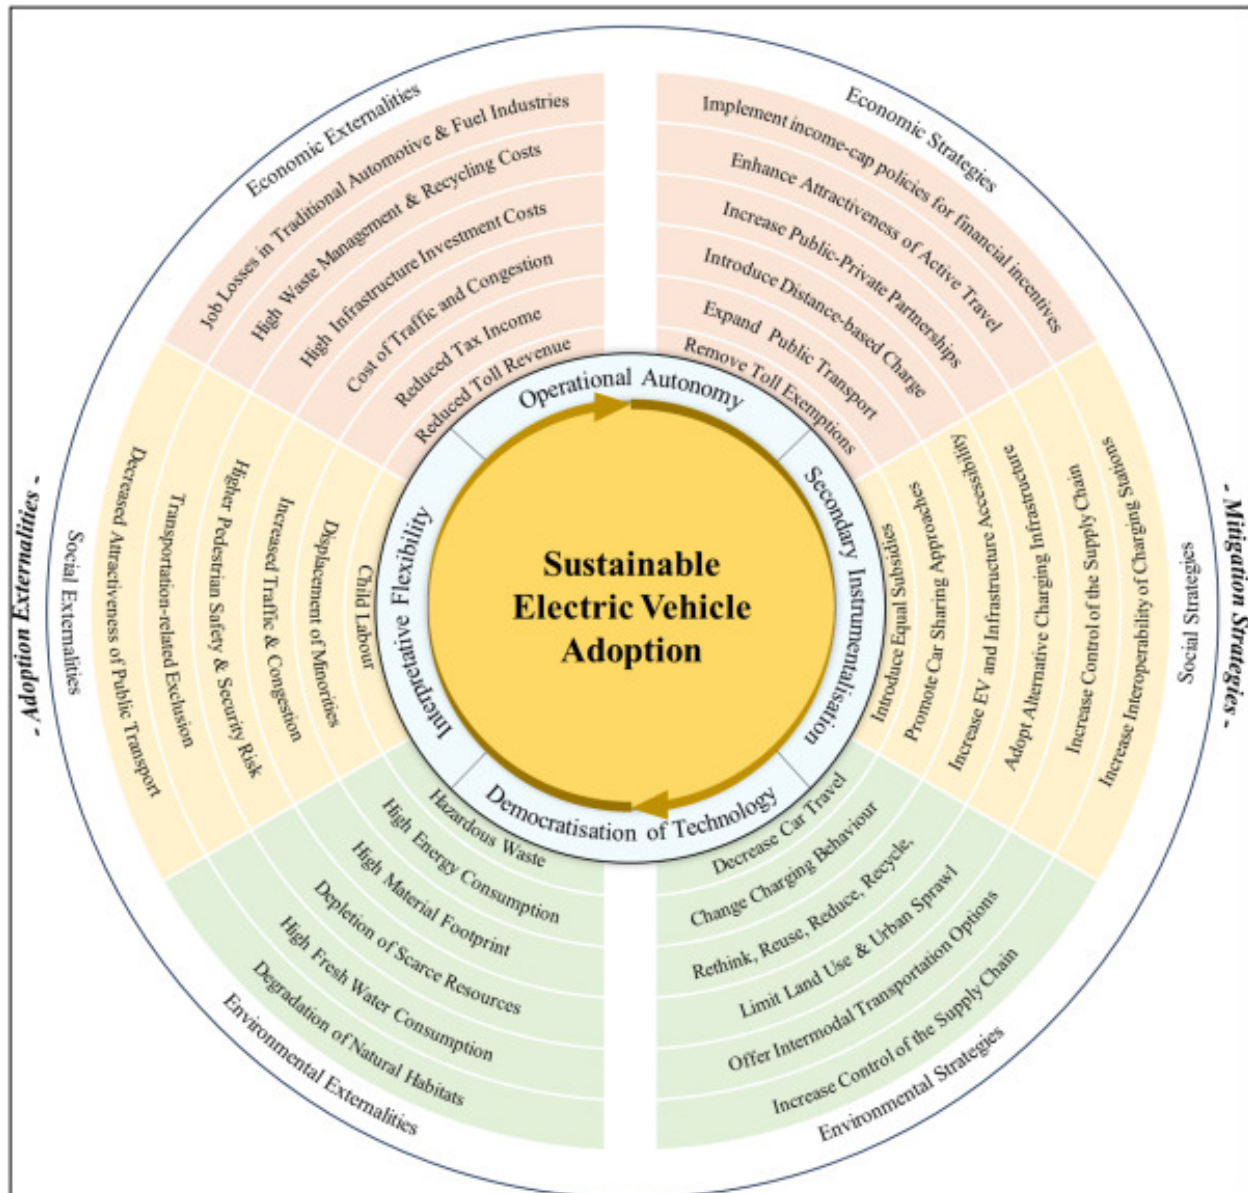 - Adoption Externalities -
Economic Externalities
Job Losses in Traditional Automotive & Fuel Industries
High Waste Management & Recycling Costs
High Infrastructure Investment Costs
Cost of Traffic and Congestion
Reduced Tax Income
Reduced Toll Revenue
Social Externalities
Decreased Attractiveness of Public Transport
Transportation-related Exclusion
Higher Pedestrian Safety & Security Risk
Increased Traffic & Congestion
Displacement of Minorities
Child Labour
Environmental Externalities
Hazardous Waste
High Energy Consumption
High Material Footprint
Depletion of Scarce Resources
High Fresh Water Consumption
Degradation of Natural Habitats
Operational Autonomy
Secondary Instrumentalisation
Democratisation of Technology
Interpretative Flexibility
Sustainable
Electric Vehicle
Adoption
- Mitigation Strategies -
Economic Strategies
Implement income-cap policies for financial incentives
Enhance Attractiveness of Active Travel
Increase Public-Private Partnerships
Introduce Distance-based Charge
Expand Public Transport
Remove Toll Exemptions
Social Strategies
Introduce Equal Subsidies
Promote Car Sharing Approaches
Increase EV and Infrastructure Accessibility
Adopt Alternative Charging Infrastructure
Increase Control of the Supply Chain
Increase Interoperability of Charging Stations
Environmental Strategies
Decrease Car Travel
Change Charging Behaviour
Rethink, Reuse, Reduce, Recycle,
Limit Land Use & Urban Sprawl
Offer Intermodal Transportation Options
Increase Control of the Supply Chain